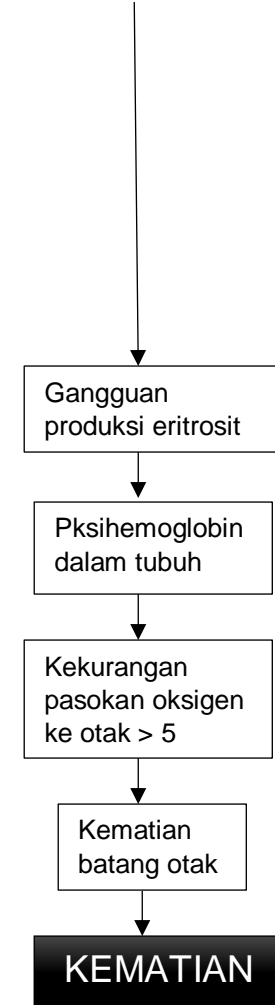 Gangguan
produksi eritrosit
Pksihemoglobin
dalam tubuh
Kekurangan
pasokan oksigen
ke otak > 5
Kematian
batang otak
KEMATIAN